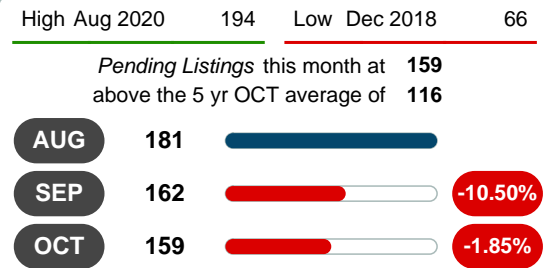 High Aug 2020 194 Low Dec 2018 66
Pending Listings this month at 159
above the 5 yr OCT average of 116
AUG 181
SEP 162 -10.50%
OCT 159 -1.85%